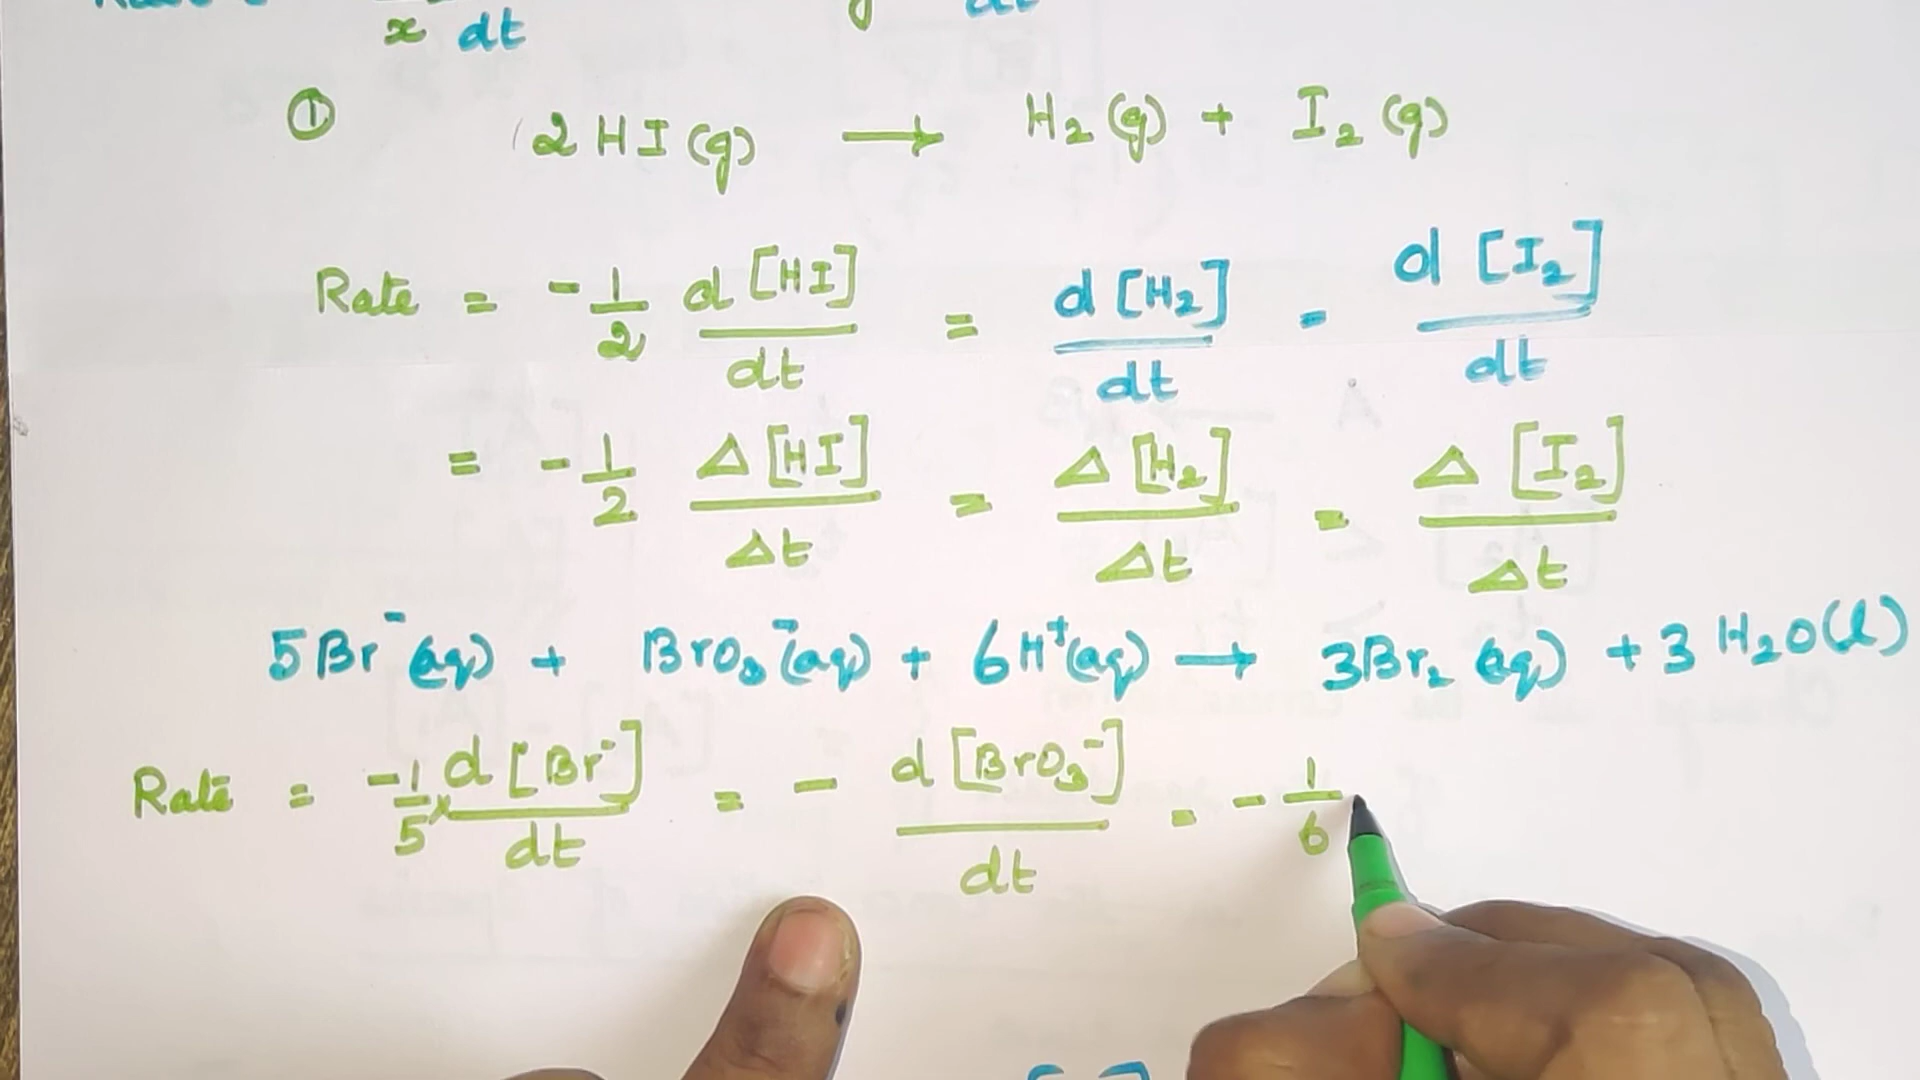 x dt
① 2HI(g) → H₂(g) + I₂(g)
Rate = -1/2 d[HI]/dt = d[H₂]/dt = d[I₂]/dt
= -1/2 Δ[HI]/Δt = Δ[H₂]/Δt = Δ[I₂]/Δt
5Br⁻(aq) + BrO₃⁻(aq) + 6H⁺(aq) → 3Br₂(aq) + 3H₂O(l)
Rate = -1/5 × d[Br⁻]/dt = - d[BrO₃⁻]/dt = - 1/6